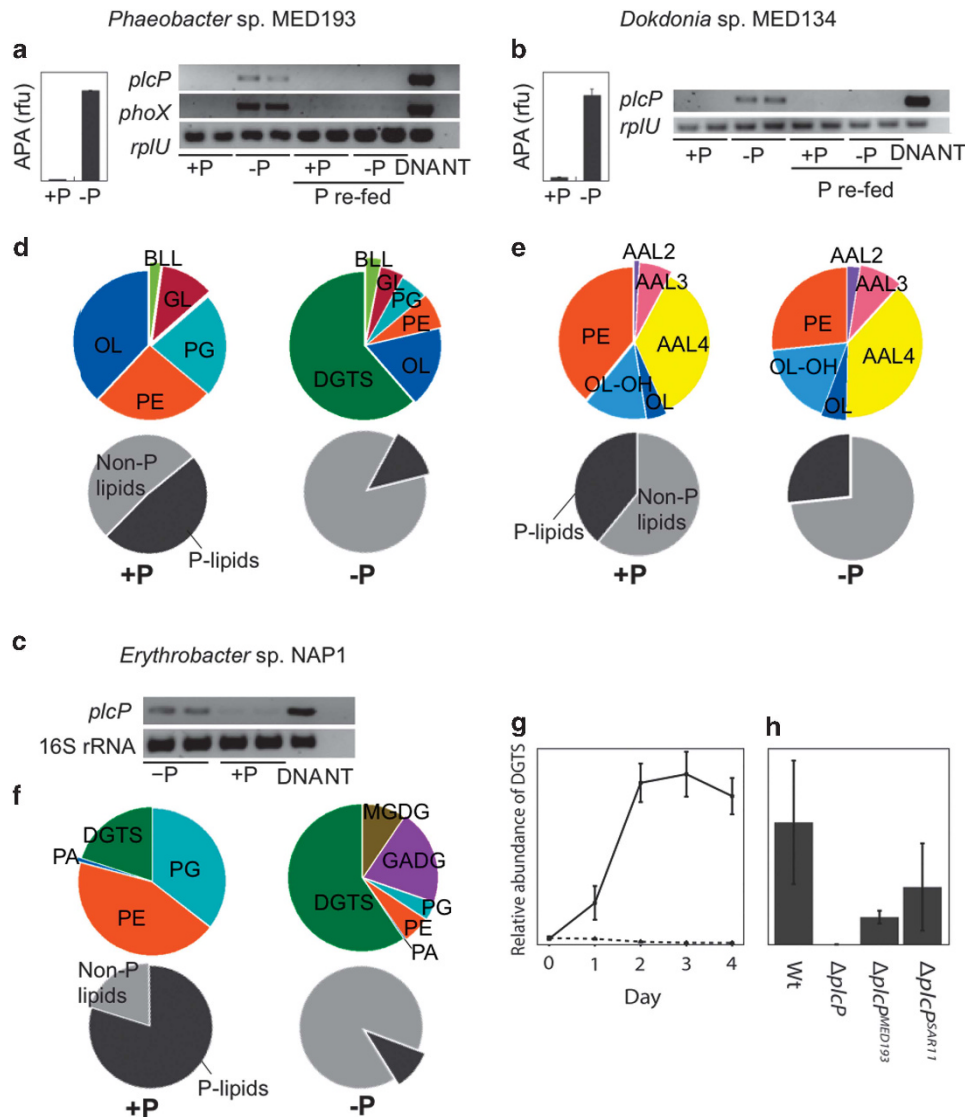 Phaeobacter sp. MED193
Dokdonia sp. MED134
a
APA (rfu)
+P -P
plcP
phoX
rplU
+P -P +P -P DNA NT
P re-fed
b
APA (rfu)
+P -P
plcP
rplU
+P -P +P -P DNA NT
P re-fed
d
BLL
GL
OL
PG
PE
BLL
GL
PG
PE
OL
DGTS
Non-P
lipids
P-lipids
+P
-P
e
AAL2
AAL3
PE
AAL4
OL-OH
OL
AAL2
AAL3
PE
AAL4
OL-OH
OL
P-lipids
Non-P
lipids
+P
-P
c
Erythrobacter sp. NAP1
plcP
16S rRNA
−P +P DNA NT
f
DGTS
PA
PG
PE
MGDG
GADG
DGTS
PG
PE
PA
Non-P
lipids
P-lipids
+P
-P
g
Relative abundance of DGTS
0 1 2 3 4
Day
h
Wt
ΔplcP
ΔplcP^MED193
ΔplcP^SAR11